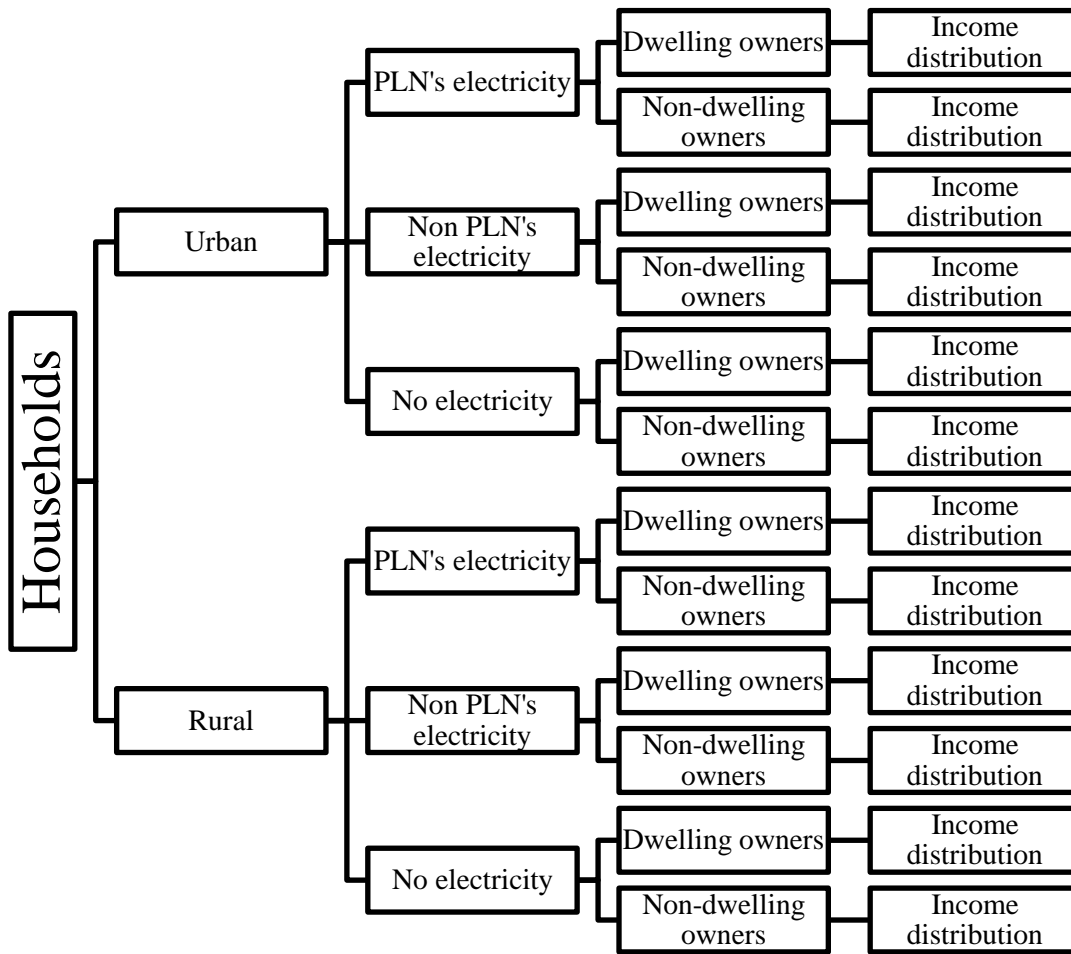 Households
Urban
PLN's electricity
Dwelling owners
Income
distribution
Non-dwelling
owners
Income
distribution
Non PLN's
electricity
Dwelling owners
Income
distribution
Non-dwelling
owners
Income
distribution
No electricity
Dwelling owners
Income
distribution
Non-dwelling
owners
Income
distribution
Rural
PLN's electricity
Dwelling owners
Income
distribution
Non-dwelling
owners
Income
distribution
Non PLN's
electricity
Dwelling owners
Income
distribution
Non-dwelling
owners
Income
distribution
No electricity
Dwelling owners
Income
distribution
Non-dwelling
owners
Income
distribution